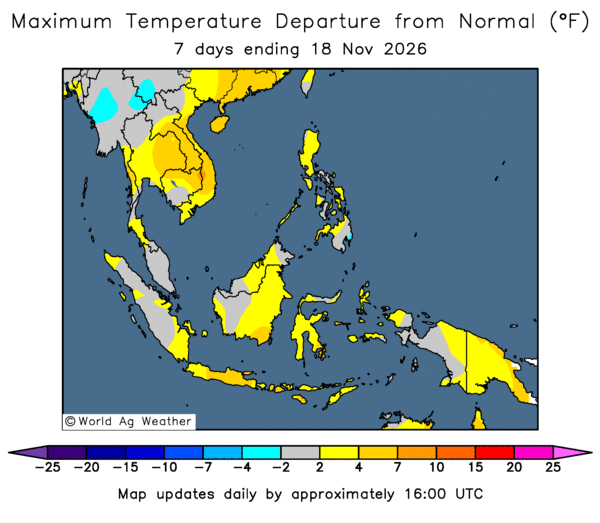 Maximum Temperature Departure from Normal (°F)
7 days ending 18 Nov 2026
©World Ag Weather
-25 -20 -15 -10 -7 -4 -2 2 4 7 10 15 20 25
Map updates daily by approximately 16:00 UTC